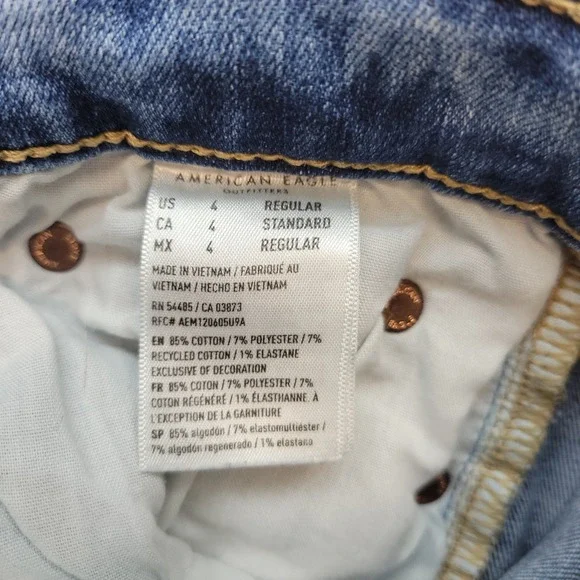 AMERICAN EAGLE
OUTFITTERS
US 4 REGULAR
CA 4 STANDARD
MX 4 REGULAR
MADE IN VIETNAM / FABRIQUÉ AU
VIETNAM / HECHO EN VIETNAM
RN 54485 / CA 03873
RFC# AEM120605U9A
EN 85% COTTON / 7% POLYESTER / 7%
RECYCLED COTTON / 1% ELASTANE
EXCLUSIVE OF DECORATION
FR 85% COTON / 7% POLYESTER / 7%
COTON RÉGÉNÉRÉ / 1% ÉLASTHANNE. À
L'EXCEPTION DE LA GARNITURE
SP 85% algodón / 7% elastomultiéster /
7% algodón regenerado / 1% elastano